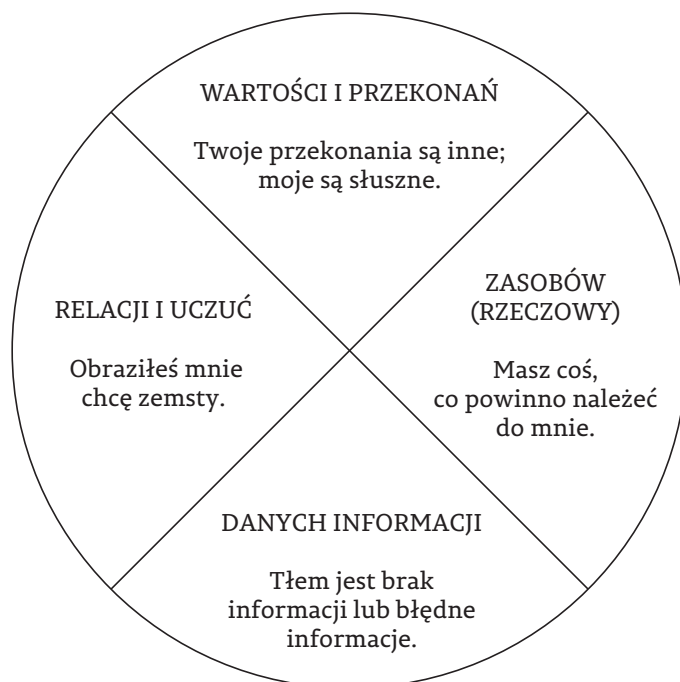 WARTOŚCI I PRZEKONAŃ
Twoje przekonania są inne;
moje są słuszne.
RELACJI I UCZUĆ
Obraziłeś mnie
chcę zemsty.
ZASOBÓW
(RZECZOWY)
Masz coś,
co powinno należeć
do mnie.
DANYCH INFORMACJI
Tłem jest brak
informacji lub błędne
informacje.